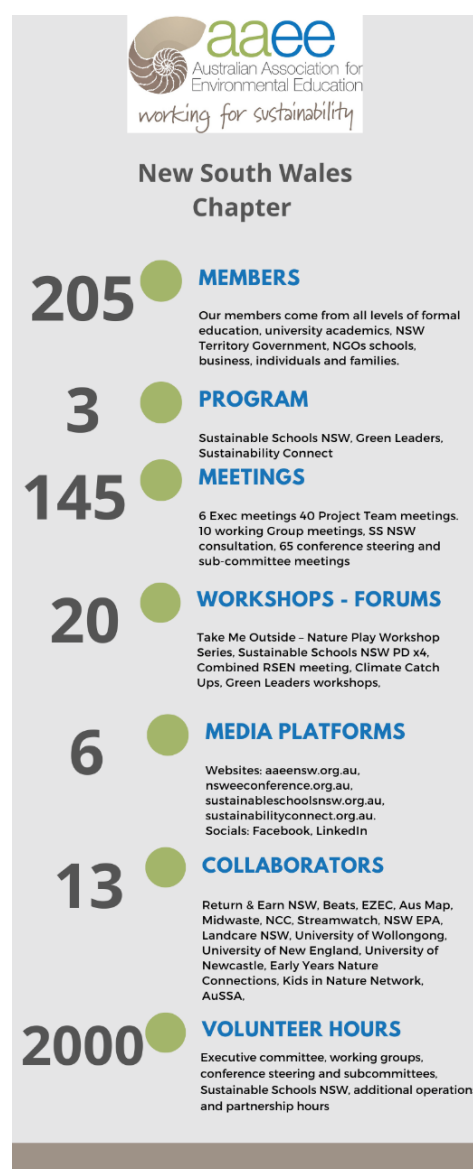 aaee
Australian Association for
Environmental Education
working for sustainability
New South Wales
Chapter
205
MEMBERS
Our members come from all levels of formal
education, university academics, NSW
Territory Government, NGOs schools,
business, individuals and families.
3
PROGRAM
Sustainable Schools NSW, Green Leaders,
Sustainability Connect
145
MEETINGS
6 Exec meetings 40 Project Team meetings.
10 working Group meetings, SS NSW
consultation, 65 conference steering and
sub-committee meetings
20
WORKSHOPS - FORUMS
Take Me Outside – Nature Play Workshop
Series, Sustainable Schools NSW PD x4,
Combined RSEN meeting, Climate Catch
Ups, Green Leaders workshops,
6
MEDIA PLATFORMS
Websites: aaeensw.org.au,
nsweeconference.org.au,
sustainableschoolsnsw.org.au,
sustainabilityconnect.org.au.
Socials: Facebook, LinkedIn
13
COLLABORATORS
Return & Earn NSW, Beats, EZEC, Aus Map,
Midwaste, NCC, Streamwatch, NSW EPA,
Landcare NSW, University of Wollongong,
University of New England, University of
Newcastle, Early Years Nature
Connections, Kids in Nature Network,
AuSSA,
2000
VOLUNTEER HOURS
Executive committee, working groups,
conference steering and subcommittees,
Sustainable Schools NSW, additional operation
and partnership hours